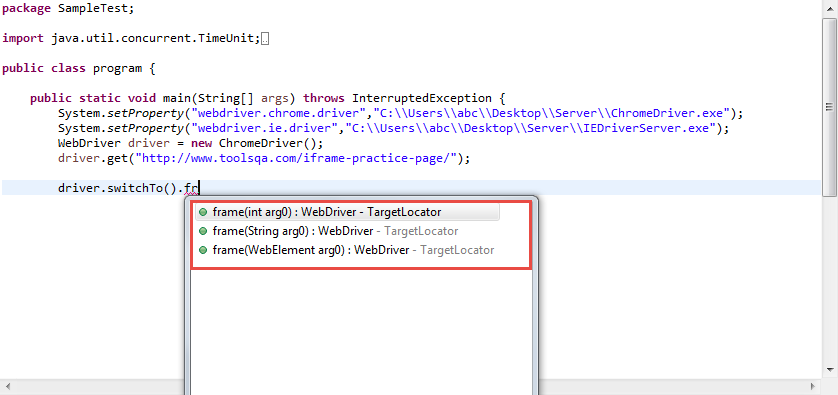 package SampleTest;
import java.util.concurrent.TimeUnit;
public class program {
public static void main(String[] args) throws InterruptedException {
System.setProperty("webdriver.chrome.driver","C:\\Users\\abc\\Desktop\\Server\\ChromeDriver.exe");
System.setProperty("webdriver.ie.driver","C:\\Users\\abc\\Desktop\\Server\\IEDriverServer.exe");
WebDriver driver = new ChromeDriver();
driver.get("http://www.toolsqa.com/iframe-practice-page/");
driver.switchTo().fr
frame(int arg0) : WebDriver - TargetLocator
frame(String arg0) : WebDriver - TargetLocator
frame(WebElement arg0) : WebDriver - TargetLocator